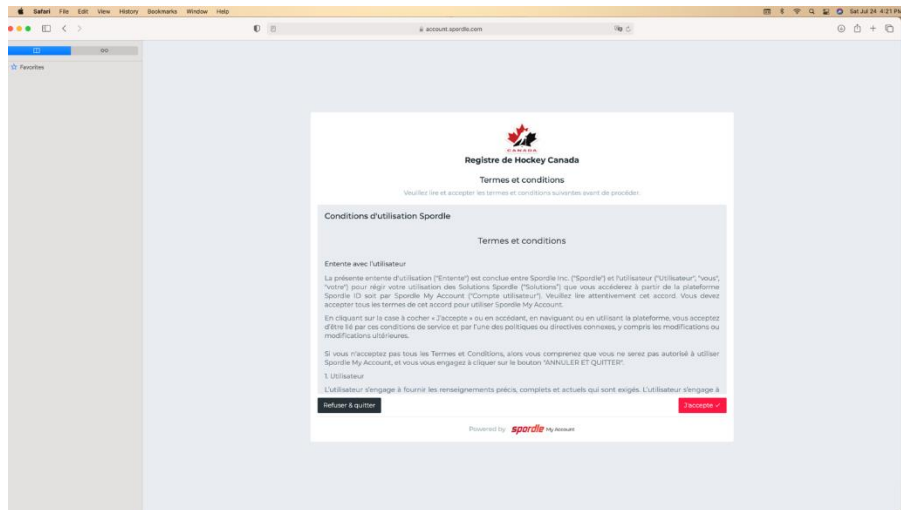 Safari File Edit View History Bookmarks Window Help
Sat Jul 24 4:21 PM
account.spordle.com
Favorites
CANADA
Registre de Hockey Canada
Termes et conditions
Veuillez lire et accepter les termes et conditions suivantes avant de procéder.
Conditions d'utilisation Spordle
Termes et conditions
Entente avec l'utilisateur
La présente entente d'utilisation ("Entente") est conclue entre Spordle Inc. ("Spordle") et l'utilisateur ("Utilisateur", "vous",
"votre") pour régir votre utilisation des Solutions Spordle ("Solutions") que vous accéderez à partir de la plateforme
Spordle ID soit par Spordle My Account ("Compte utilisateur"). Veuillez lire attentivement cet accord. Vous devez
accepter tous les termes de cet accord pour utiliser Spordle My Account.
En cliquant sur la case à cocher « J'accepte » ou en accédant, en naviguant ou en utilisant la plateforme, vous acceptez
d'être lié par ces conditions de service et par l'une des politiques ou directives connexes, y compris les modifications ou
modifications ultérieures.
Si vous n'acceptez pas tous les Termes et Conditions, alors vous comprenez que vous ne serez pas autorisé à utiliser
Spordle My Account, et vous vous engagez à cliquer sur le bouton "ANNULER ET QUITTER".
1. Utilisateur
L'utilisateur s'engage à fournir les renseignements précis, complets et actuels qui sont exigés. L'utilisateur s'engage à
Refuser & quitter
J'accepte ✓
Powered by spordle My Account